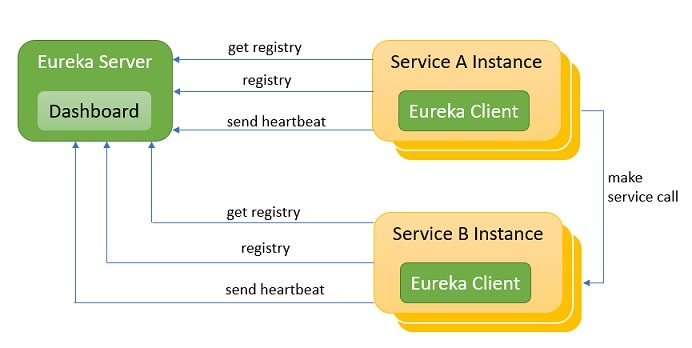 Eureka Server
Dashboard
get registry
registry
send heartbeat
Service A Instance
Eureka Client
make
service call
get registry
registry
send heartbeat
Service B Instance
Eureka Client